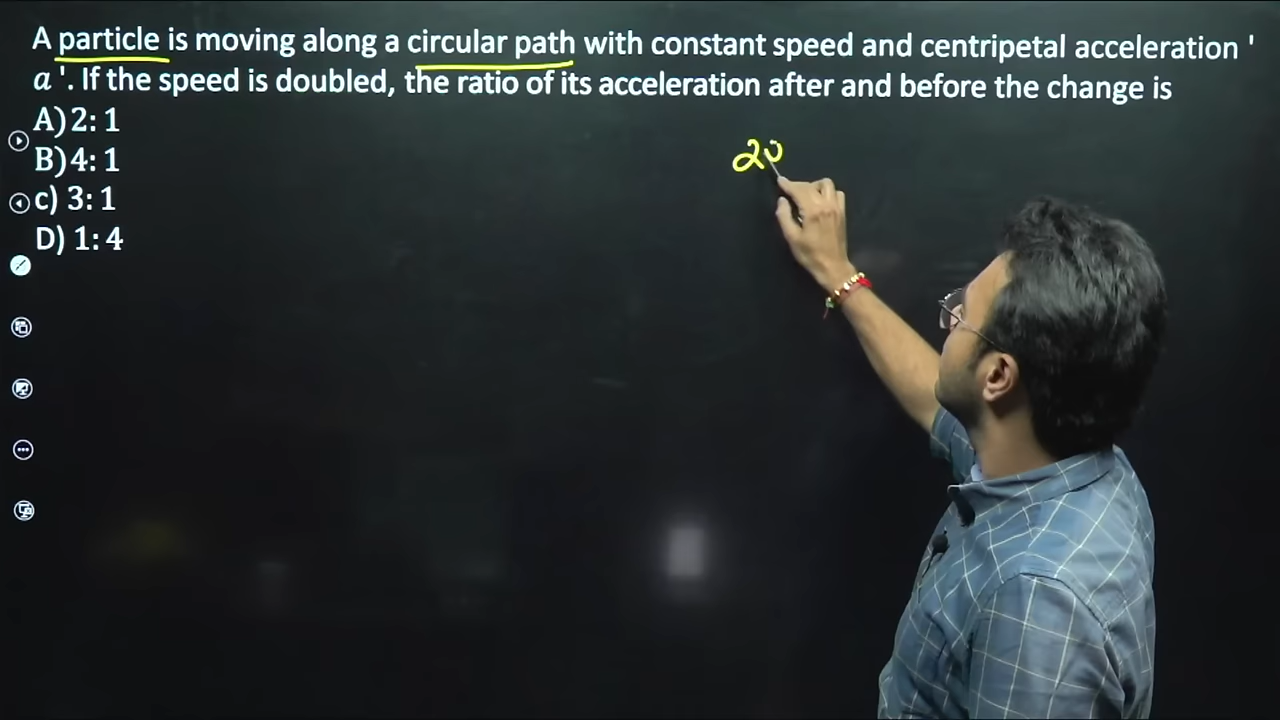 A particle is moving along a circular path with constant speed and centripetal acceleration '
a '. If the speed is doubled, the ratio of its acceleration after and before the change is
A) 2: 1
B) 4: 1
c) 3: 1
D) 1: 4
20